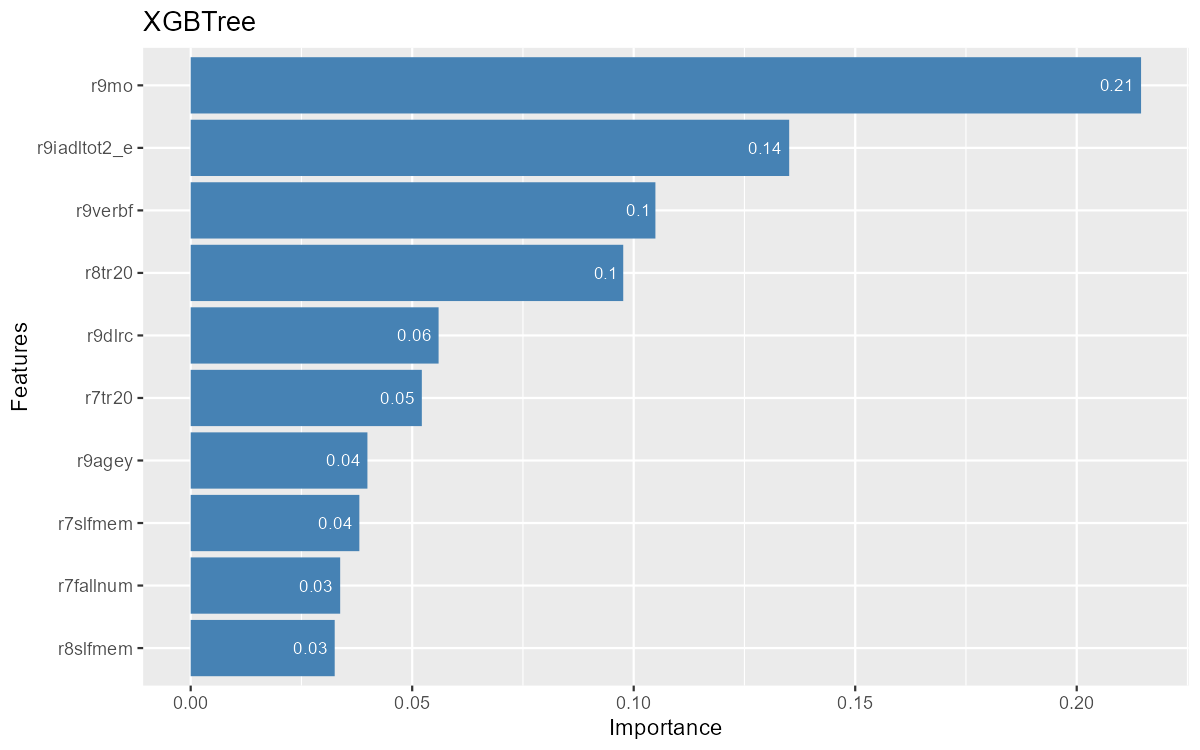 XGBTree
r9mo
0.21
r9iadltot2_e
0.14
r9verbf
0.1
r8tr20
0.1
r9dlrc
0.06
r7tr20
0.05
r9agey
0.04
r7slfmem
0.04
r7fallnum
0.03
r8slfmem
0.03
Features
0.00 0.05 0.10 0.15 0.20
Importance